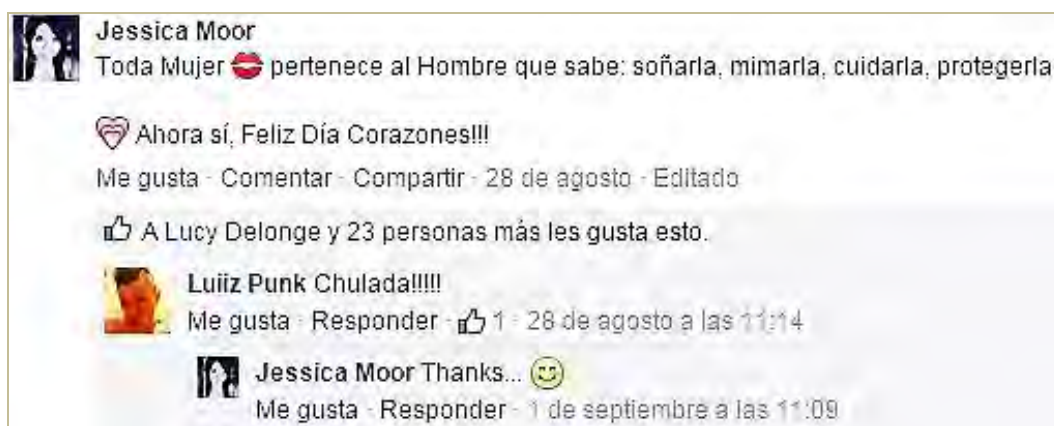 Jessica Moor
Toda Mujer pertenece al Hombre que sabe: soñarla, mimarla, cuidarla, protegerla
Ahora sí, Feliz Día Corazones!!!
Me gusta · Comentar · Compartir · 28 de agosto · Editado
A Lucy Delonge y 23 personas más les gusta esto.
Luiiz Punk Chulada!!!!!
Me gusta · Responder · 1 · 28 de agosto a las 11:14
Jessica Moor Thanks...
Me gusta · Responder · 1 de septiembre a las 11:09